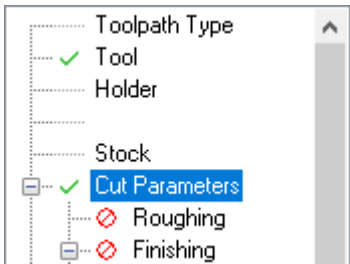 Toolpath Type
Tool
Holder
Stock
Cut Parameters
Roughing
Finishing